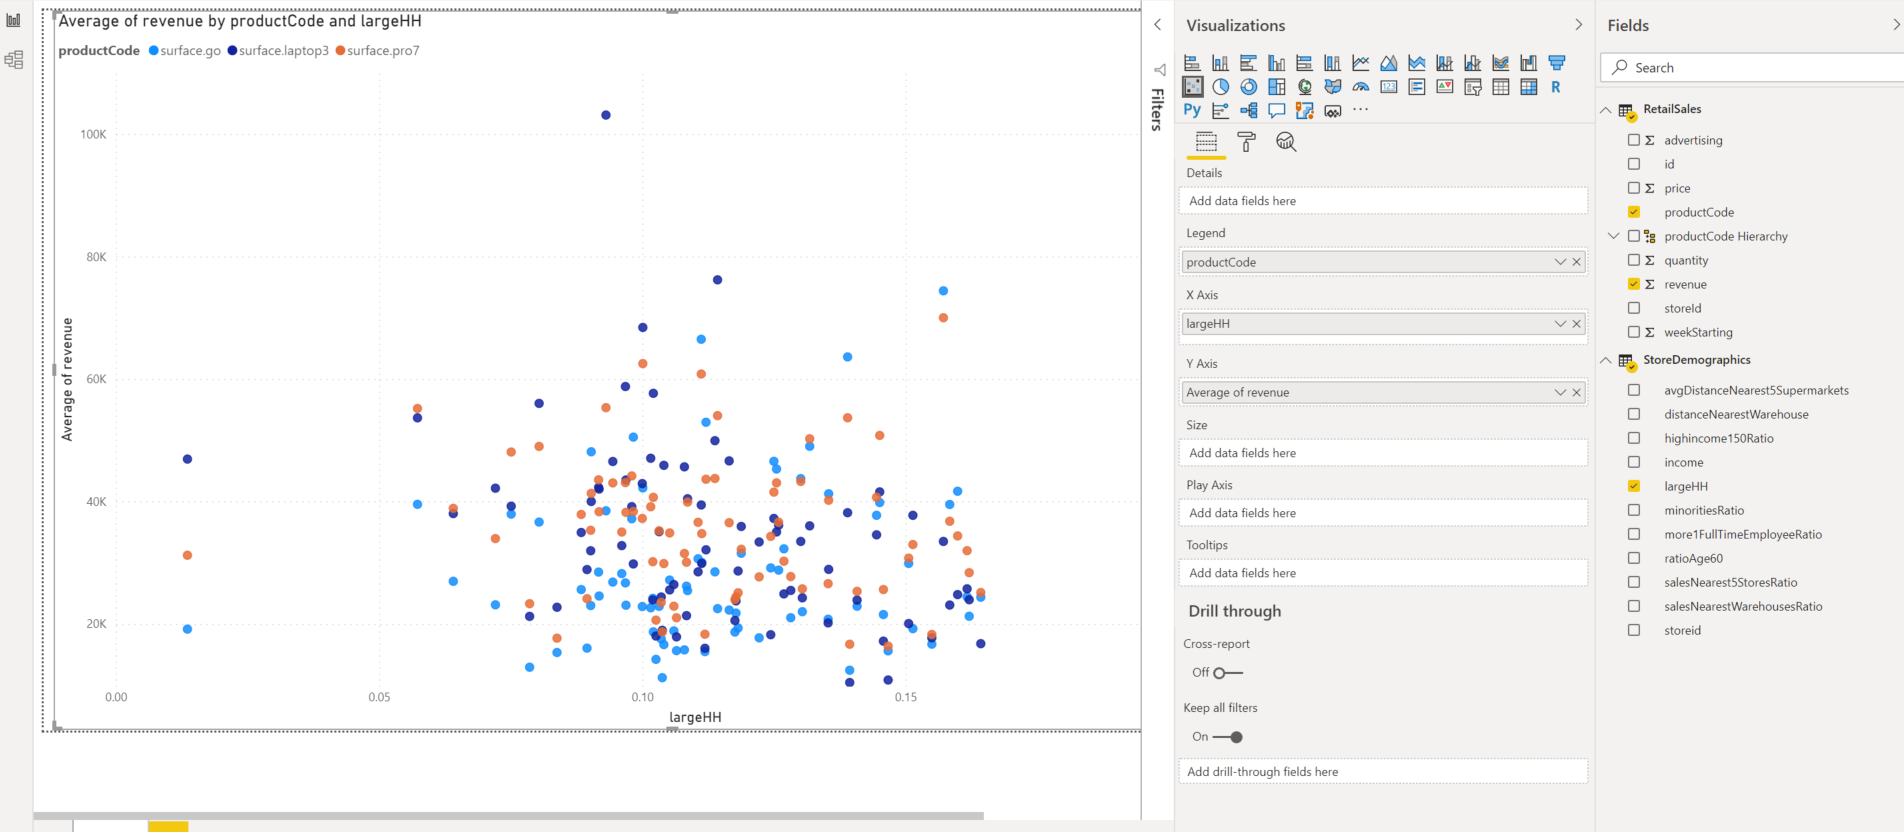 Average of revenue by productCode and largeHH
productCode surface.go surface.laptop3 surface.pro7
100K
80K
60K
40K
20K
Average of revenue
0.00 0.05 0.10 0.15
largeHH
Filters
Visualizations
123
R
Py
...
Details
Add data fields here
Legend
productCode
X Axis
largeHH
Y Axis
Average of revenue
Size
Add data fields here
Play Axis
Add data fields here
Tooltips
Add data fields here
Drill through
Cross-report
Off
Keep all filters
On
Add drill-through fields here
Fields
Search
RetailSales
Σ advertising
id
Σ price
productCode
productCode Hierarchy
Σ quantity
Σ revenue
storeId
Σ weekStarting
StoreDemographics
avgDistanceNearest5Supermarkets
distanceNearestWarehouse
highincome150Ratio
income
largeHH
minoritiesRatio
more1FullTimeEmployeeRatio
ratioAge60
salesNearest5StoresRatio
salesNearestWarehousesRatio
storeid